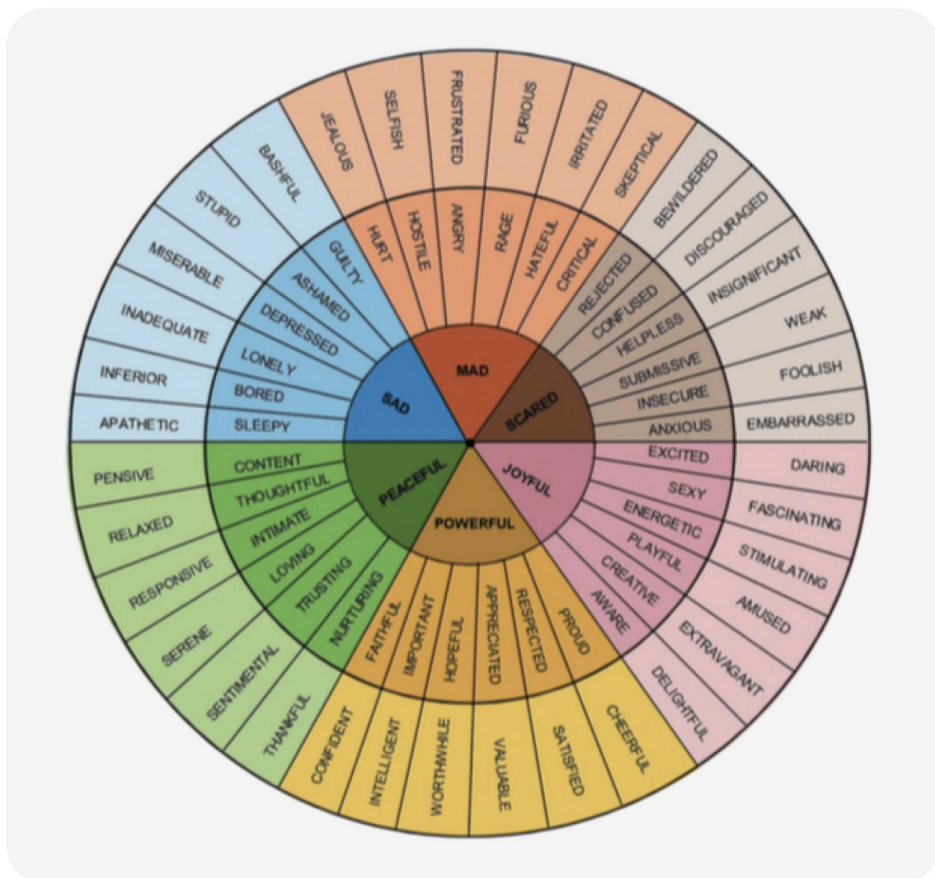 MAD
SCARED
JOYFUL
POWERFUL
PEACEFUL
SAD
HURT
HOSTILE
ANGRY
RAGE
HATEFUL
CRITICAL
REJECTED
CONFUSED
HELPLESS
SUBMISSIVE
INSECURE
ANXIOUS
EXCITED
SEXY
ENERGETIC
PLAYFUL
CREATIVE
AWARE
PROUD
RESPECTED
APPRECIATED
HOPEFUL
IMPORTANT
FAITHFUL
NURTURING
TRUSTING
LOVING
INTIMATE
THOUGHTFUL
CONTENT
SLEEPY
BORED
LONELY
DEPRESSED
ASHAMED
GUILTY
JEALOUS
SELFISH
FRUSTRATED
FURIOUS
IRRITATED
SKEPTICAL
BEWILDERED
DISCOURAGED
INSIGNIFICANT
WEAK
FOOLISH
EMBARRASSED
DARING
FASCINATING
STIMULATING
AMUSED
EXTRAVAGANT
DELIGHTFUL
CHEERFUL
SATISFIED
VALUABLE
WORTHWHILE
INTELLIGENT
CONFIDENT
THANKFUL
SENTIMENTAL
SERENE
RESPONSIVE
RELAXED
PENSIVE
APATHETIC
INFERIOR
INADEQUATE
MISERABLE
STUPID
BASHFUL